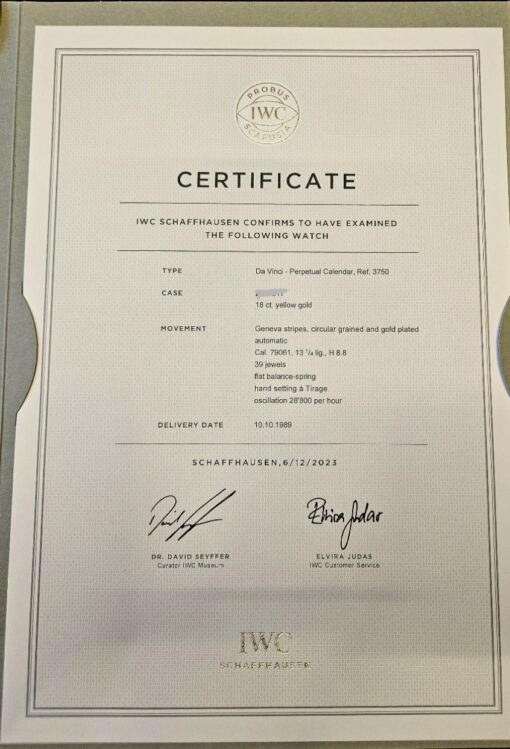 PROBUS
IWC
SCAFUSIA
CERTIFICATE
IWC SCHAFFHAUSEN CONFIRMS TO HAVE EXAMINED
THE FOLLOWING WATCH
TYPE Da Vinci - Perpetual Calendar, Ref. 3750
CASE
18 ct. yellow gold
MOVEMENT Geneva stripes, circular grained and gold plated
automatic
Cal. 79061, 13 1/4 lig., H 8.8
39 jewels
flat balance-spring
hand setting à Tirage
oscillation 28'800 per hour
DELIVERY DATE 10.10.1989
SCHAFFHAUSEN, 6/12/2023
David
Elvira Judas
DR. DAVID SEYFFER ELVIRA JUDAS
Curator IWC Museum IWC Customer Service
IWC
SCHAFFHAUSEN